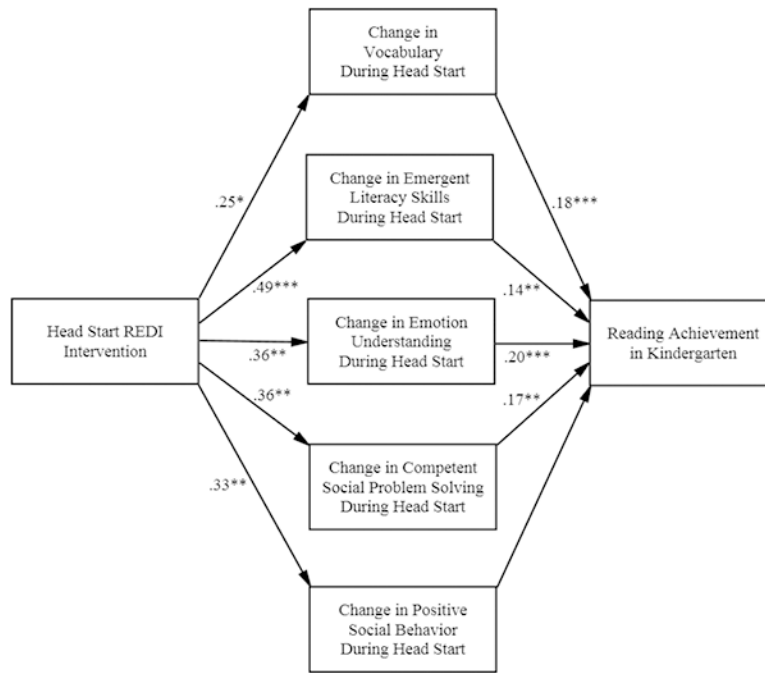 Change in
Vocabulary
During Head Start
.25*
.18***
Change in Emergent
Literacy Skills
During Head Start
.49***
.14**
Head Start REDI
Intervention
.36**
Change in Emotion
Understanding
During Head Start
.20***
Reading Achievement
in Kindergarten
.36**
.17**
Change in Competent
Social Problem Solving
During Head Start
.33**
Change in Positive
Social Behavior
During Head Start